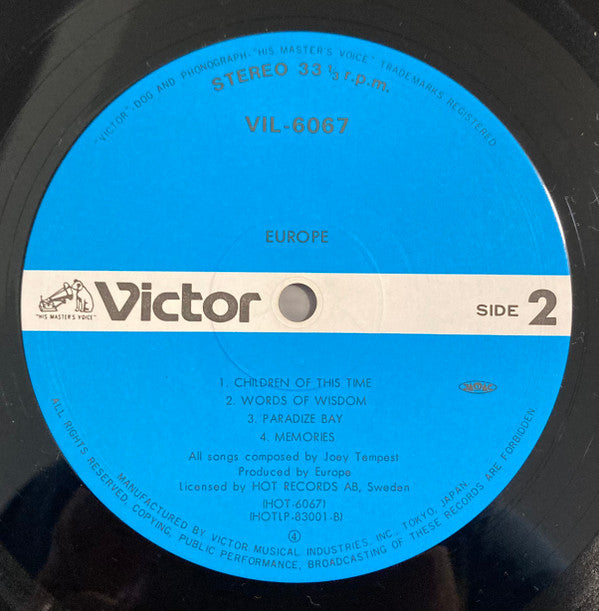 "VICTOR"-DOG AND PHONOGRAPH-"HIS MASTER'S VOICE" TRADEMARKS REGISTERED
STEREO 33 1/3 r.p.m.
VIL-6067
EUROPE
Victor
"HIS MASTER'S VOICE"
SIDE 2
1. CHILDREN OF THIS TIME
2. WORDS OF WISDOM
3. PARADIZE BAY
4. MEMORIES
All songs composed by Joey Tempest
Produced by Europe
Licensed by HOT RECORDS AB, Sweden
(HOT-6067)
(HOTLP-83001-B)
④
MANUFACTURED BY VICTOR MUSICAL INDUSTRIES, INC. TOKYO, JAPAN.
ALL RIGHTS RESERVED. COPYING, PUBLIC PERFORMANCE, BROADCASTING OF THESE RECORDS ARE FORBIDDEN.